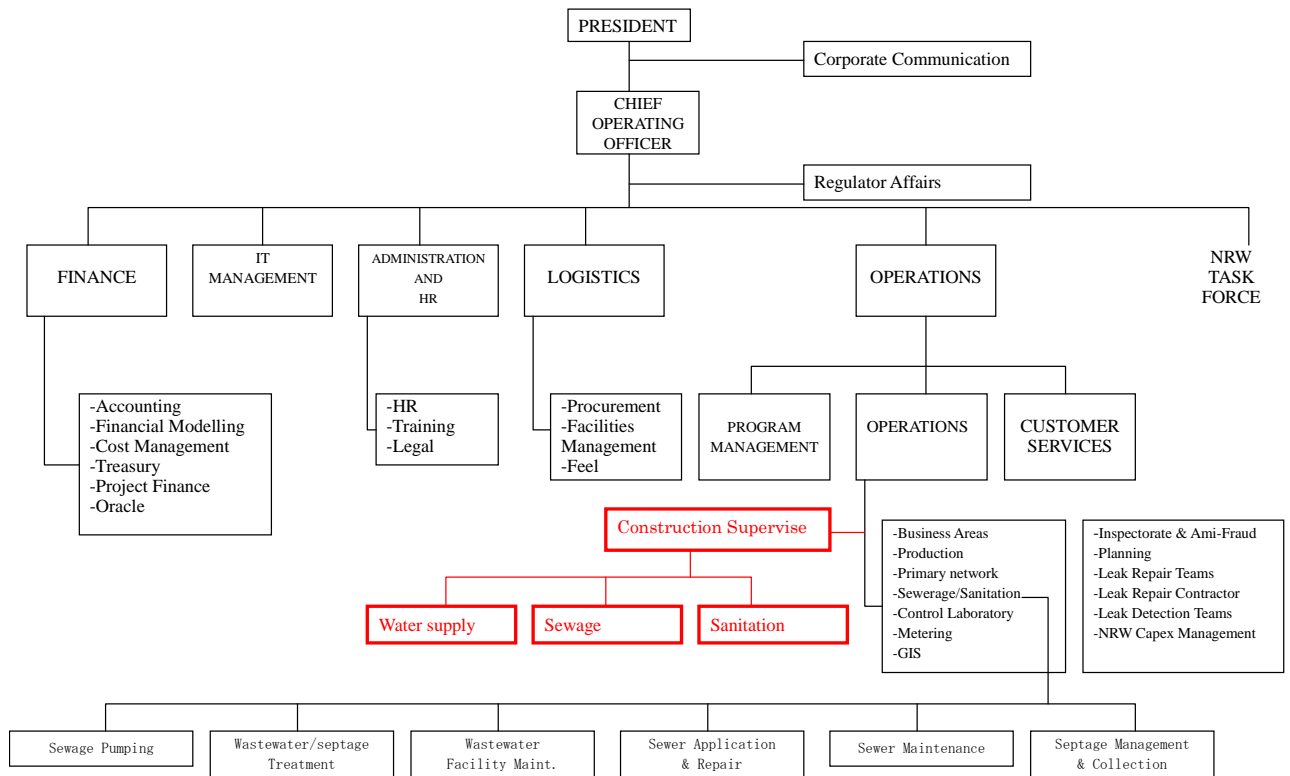 PRESIDENT
Corporate Communication
CHIEF
OPERATING
OFFICER
Regulator Affairs
FINANCE
IT
MANAGEMENT
ADMINISTRATION
AND
HR
LOGISTICS
OPERATIONS
NRW
TASK
FORCE
-Accounting
-Financial Modelling
-Cost Management
-Treasury
-Project Finance
-Oracle
-HR
-Training
-Legal
-Procurement
-Facilities
Management
-Feel
PROGRAM
MANAGEMENT
OPERATIONS
CUSTOMER
SERVICES
Construction Supervise
Water supply
Sewage
Sanitation
-Business Areas
-Production
-Primary network
-Sewerage/Sanitation
-Control Laboratory
-Metering
-GIS
-Inspectorate & Ami-Fraud
-Planning
-Leak Repair Teams
-Leak Repair Contractor
-Leak Detection Teams
-NRW Capex Management
Sewage Pumping
Wastewater/septage
Treatment
Wastewater
Facility Maint.
Sewer Application
& Repair
Sewer Maintenance
Septage Management
& Collection